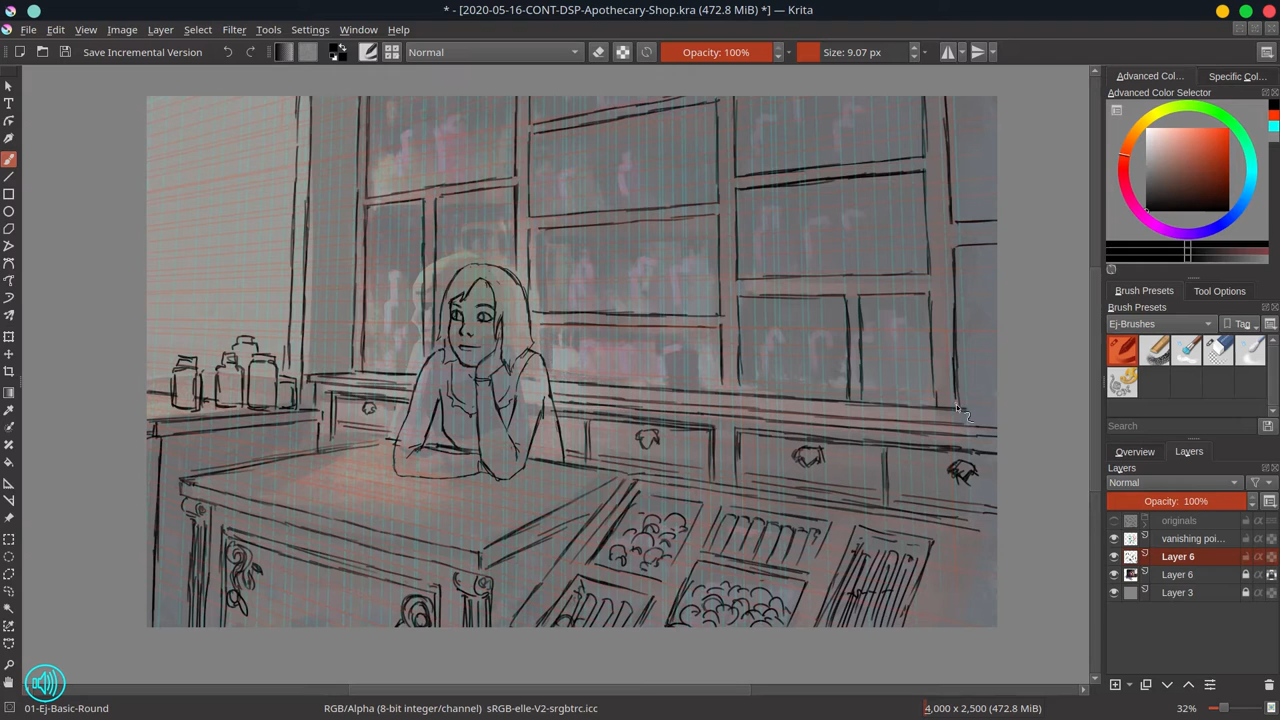 * - [2020-05-16-CONT-DSP-Apothecary-Shop.kra (472.8 MiB) *] — Krita
File Edit View Image Layer Select Filter Tools Settings Window Help
Save Incremental Version Normal Opacity: 100% Size: 9.07 px
Advanced Col... Specific Col...
Advanced Color Selector
Brush Presets Tool Options
Brush Presets
Ej-Brushes Tag
Search
Overview Layers
Layers
Normal
Opacity: 100%
originals
vanishing poi...
Layer 6
Layer 6
Layer 3
01-Ej-Basic-Round RGB/Alpha (8-bit integer/channel) sRGB-elle-V2-srgbtrc.icc 4,000 x 2,500 (472.8 MiB) 32%